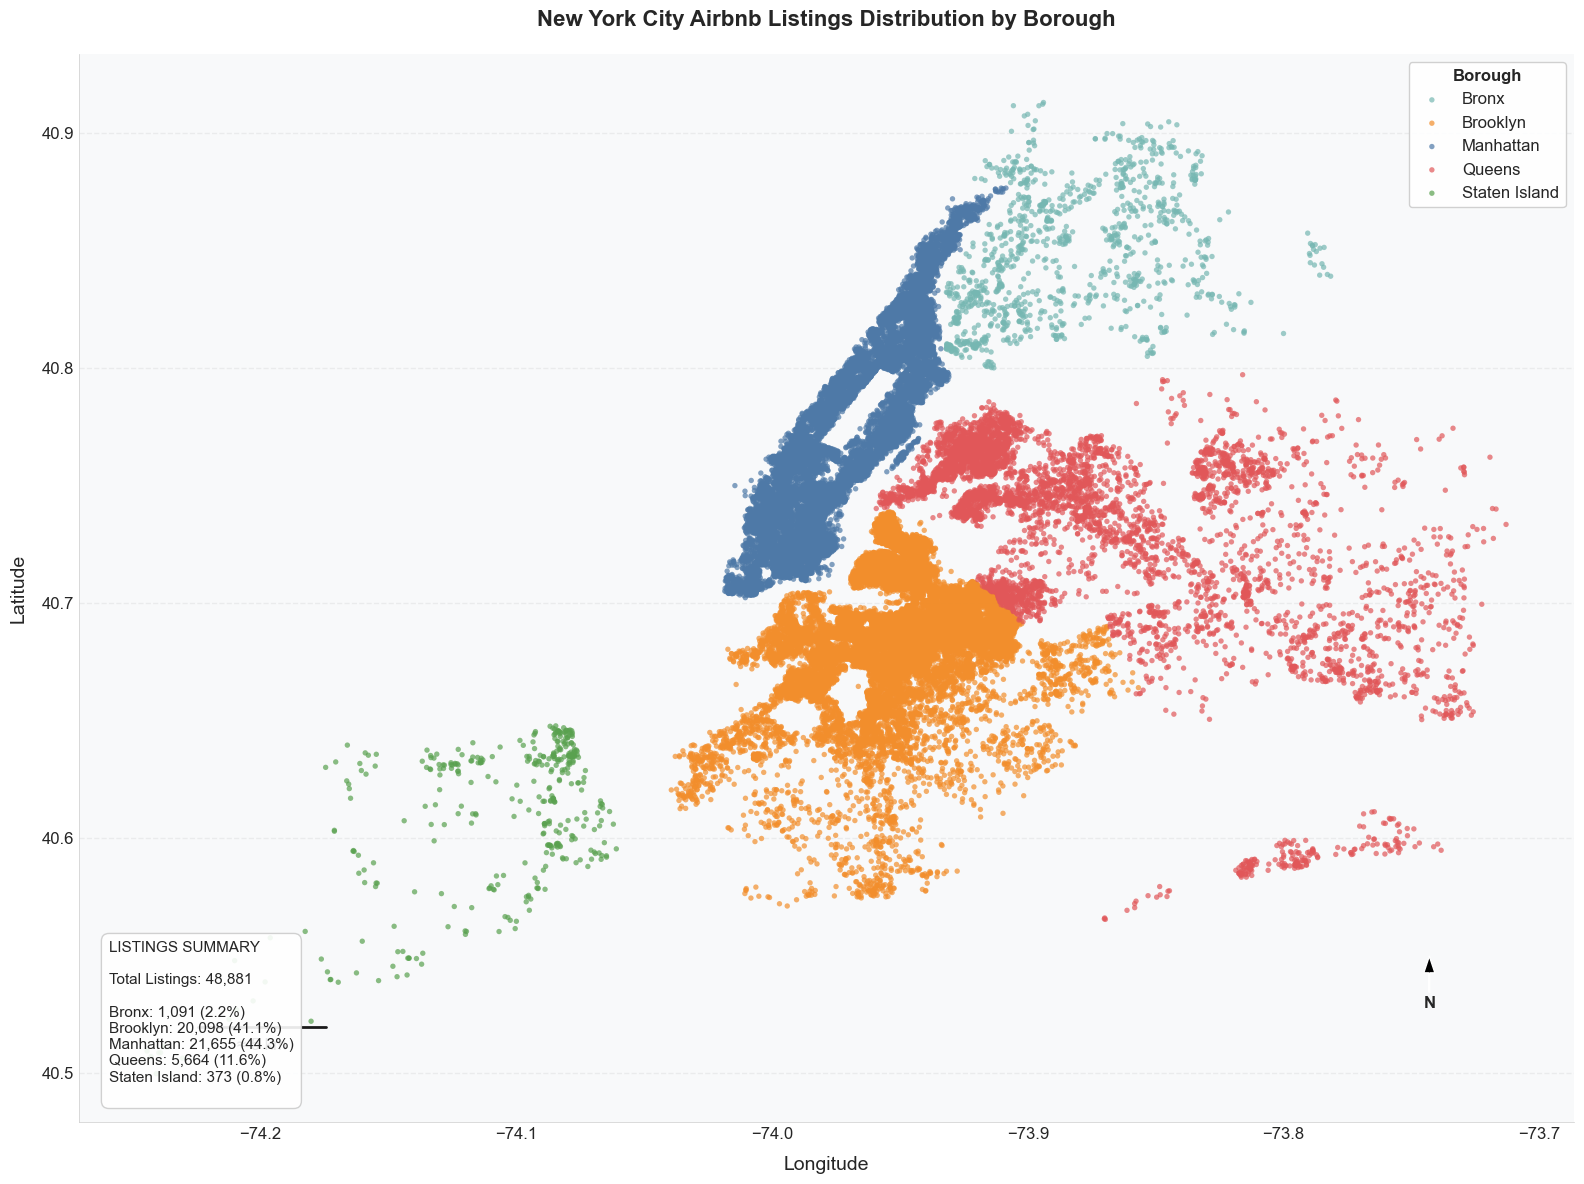 New York City Airbnb Listings Distribution by Borough
Borough
Bronx
Brooklyn
Manhattan
Queens
Staten Island
Latitude
40.9
40.8
40.7
40.6
40.5
LISTINGS SUMMARY
Total Listings: 48,881
Bronx: 1,091 (2.2%)
Brooklyn: 20,098 (41.1%)
Manhattan: 21,655 (44.3%)
Queens: 5,664 (11.6%)
Staten Island: 373 (0.8%)
N
−74.2
−74.1
−74.0
−73.9
−73.8
−73.7
Longitude